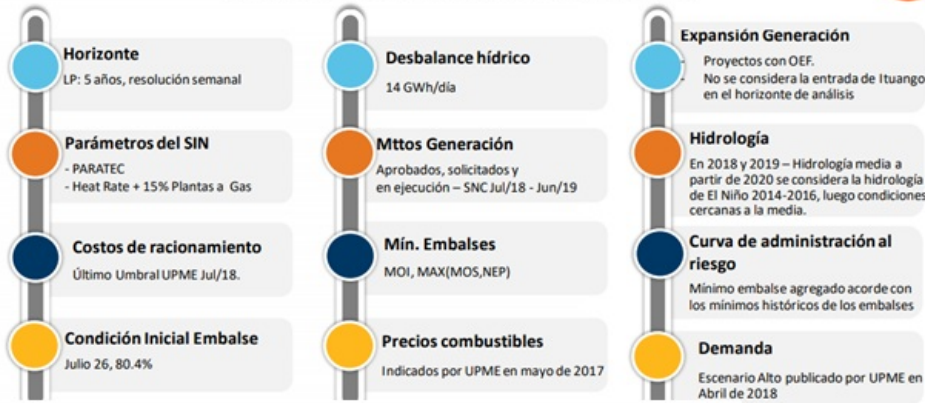 Horizonte
LP: 5 años, resolución semanal
Parámetros del SIN
- PARATEC
- Heat Rate + 15% Plantas a Gas
Costos de racionamiento
Último Umbral UPME Jul/18.
Condición Inicial Embalse
Julio 26, 80.4%
Desbalance hídrico
14 GWh/día
Mttos Generación
Aprobados, solicitados y
en ejecución – SNC Jul/18 - Jun/19
Mín. Embalses
MOI, MAX(MOS,NEP)
Precios combustibles
Indicados por UPME en mayo de 2017
Expansión Generación
- Proyectos con OEF.
- No se considera la entrada de Ituango
en el horizonte de análisis
Hidrología
En 2018 y 2019 – Hidrología media a
partir de 2020 se considera la hidrología
de El Niño 2014-2016, luego condiciones
cercanas a la media.
Curva de administración al
riesgo
Mínimo embalse agregado acorde con
los mínimos históricos de los embalses
Demanda
Escenario Alto publicado por UPME en
Abril de 2018